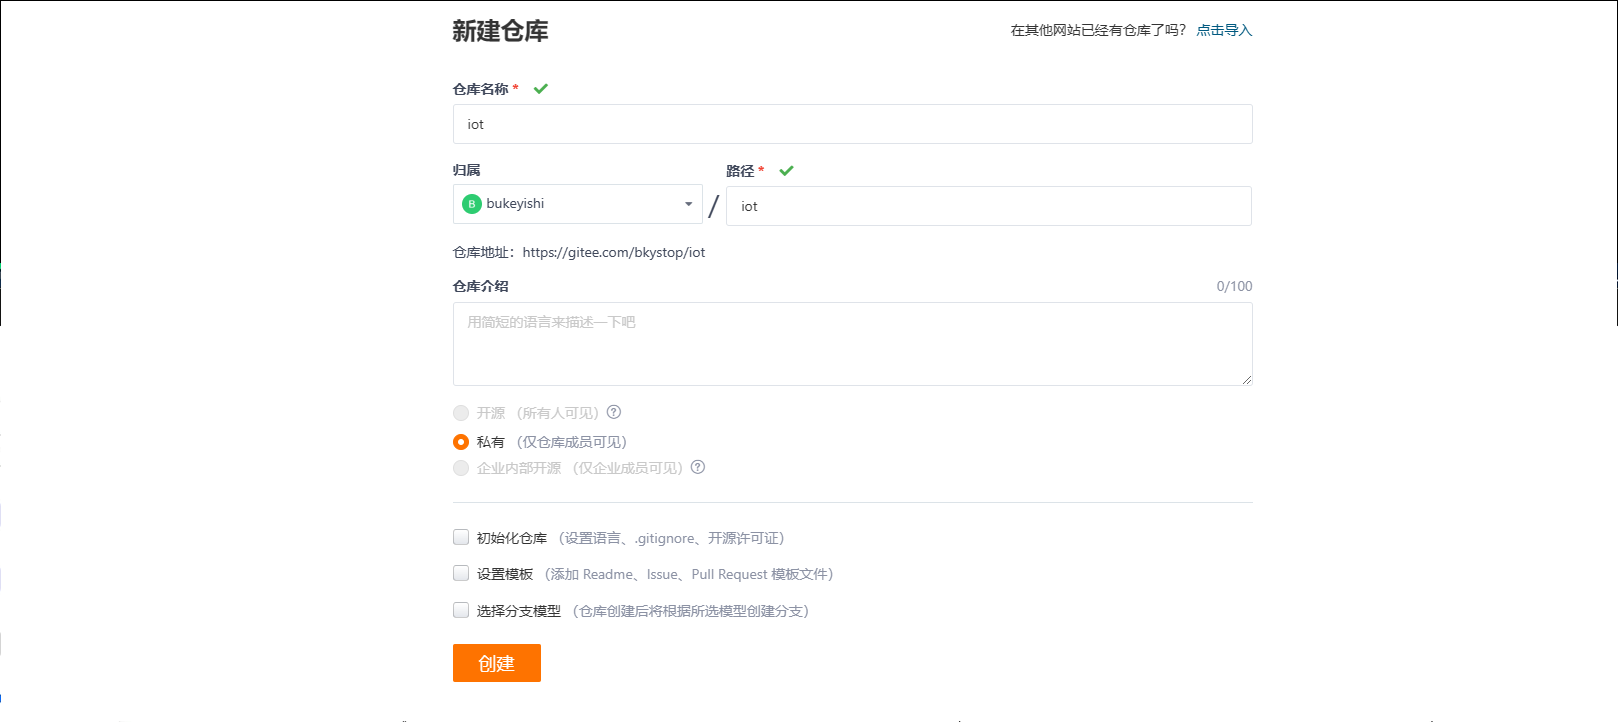 新建仓库
在其他网站已经有仓库了吗？ 点击导入
仓库名称 *
iot
归属
路径 *
B bukeyishi / iot
仓库地址：https://gitee.com/bkystop/iot
仓库介绍 0/100
用简短的语言来描述一下吧
开源 （所有人可见）
私有 （仅仓库成员可见）
企业内部开源 （仅企业成员可见）
初始化仓库 （设置语言、.gitignore、开源许可证）
设置模板 （添加 Readme、Issue、Pull Request 模板文件）
选择分支模型 （仓库创建后将根据所选模型创建分支）
创建